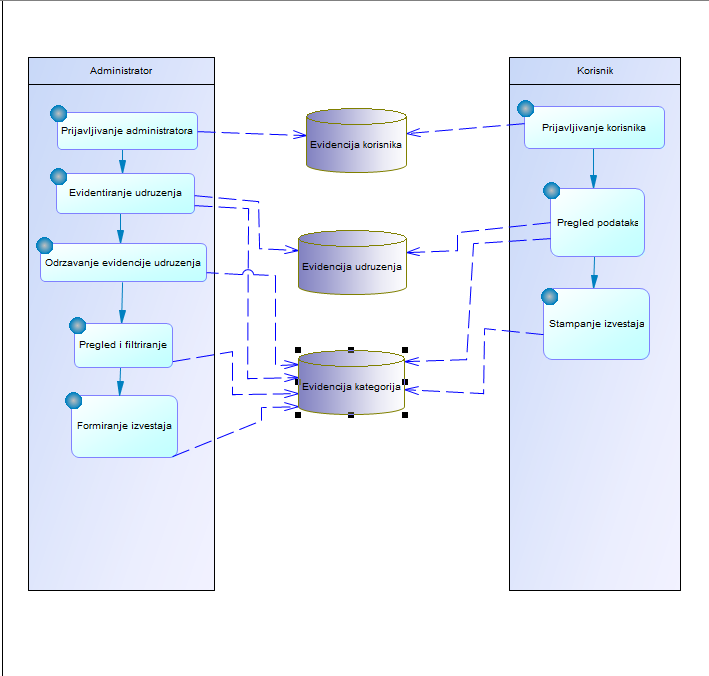 Administrator
Prijavljivanje administratora
Evidentiranje udruzenja
Odrzavanje evidencije udruzenja
Pregled i filtriranje
Formiranje izvestaja
Evidencija korisnika
Evidencija udruzenja
Evidencija kategorija
Korisnik
Prijavljivanje korisnika
Pregled podataka
Stampanje izvestaja